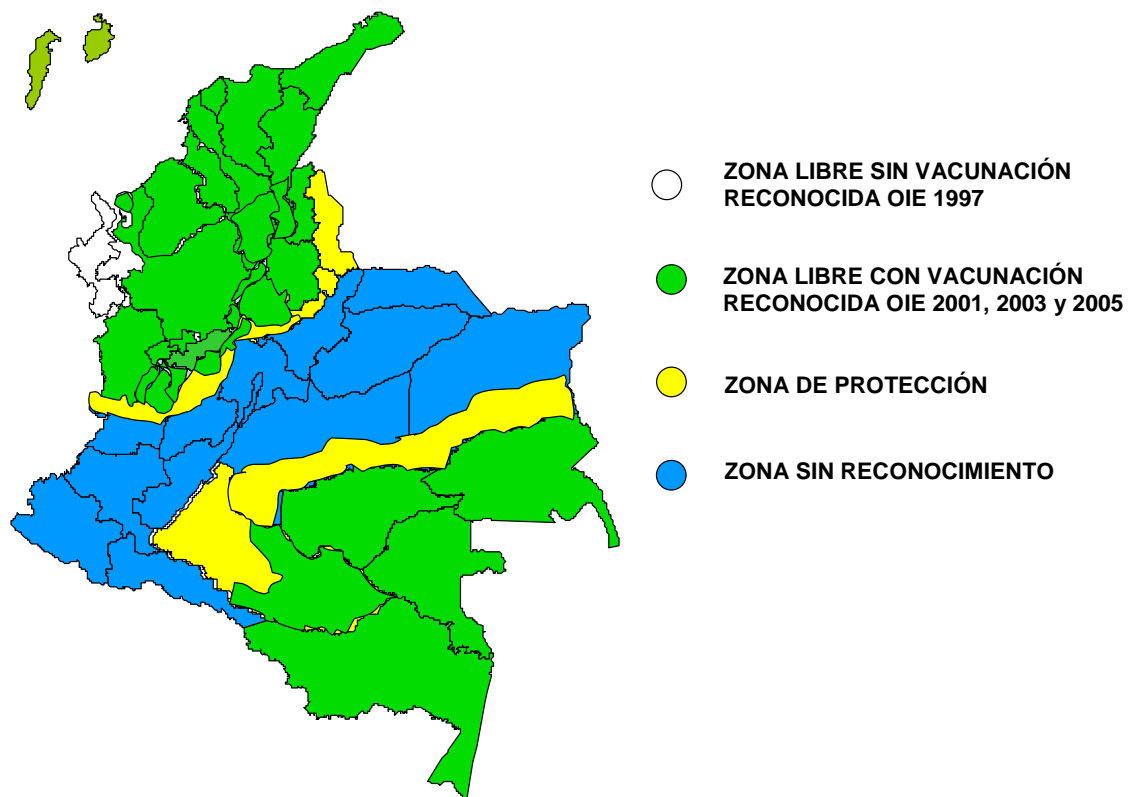 ZONA LIBRE SIN VACUNACIÓN
RECONOCIDA OIE 1997
ZONA LIBRE CON VACUNACIÓN
RECONOCIDA OIE 2001, 2003 y 2005
ZONA DE PROTECCIÓN
ZONA SIN RECONOCIMIENTO